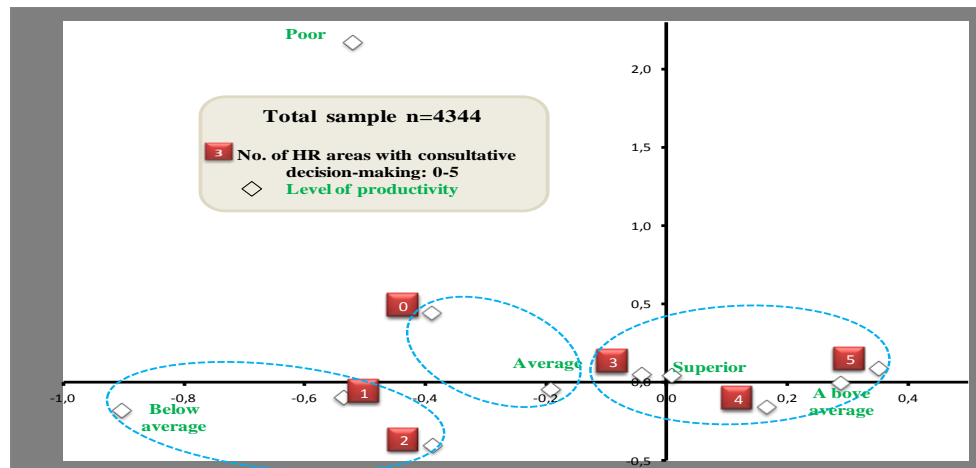 Poor
2,0
Total sample n=4344
3 No. of HR areas with consultative
decision-making: 0-5
Level of productivity
1,5
1,0
0,5
0
Average
3
Superior
5
-1,0
-0,8
-0,6
-0,4
-0,2
0,0
0,2
0,4
Below
average
1
4
Above
average
2
-0,5